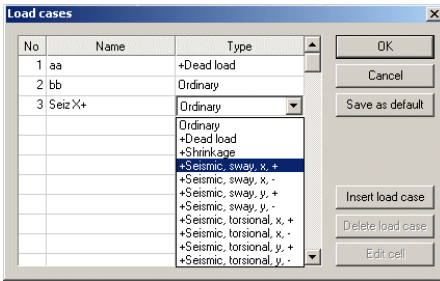 Load cases
No Name Type
1 aa +Dead load
2 bb Ordinary
3 Seiz X+ Ordinary
Ordinary
+Dead load
+Shrinkage
+Seismic, sway, x, +
+Seismic, sway, x, -
+Seismic, sway, y, +
+Seismic, sway, y, -
+Seismic, torsional, x, +
+Seismic, torsional, x, -
+Seismic, torsional, y, +
+Seismic, torsional, y, -
OK
Cancel
Save as default
Insert load case
Delete load case
Edit cell